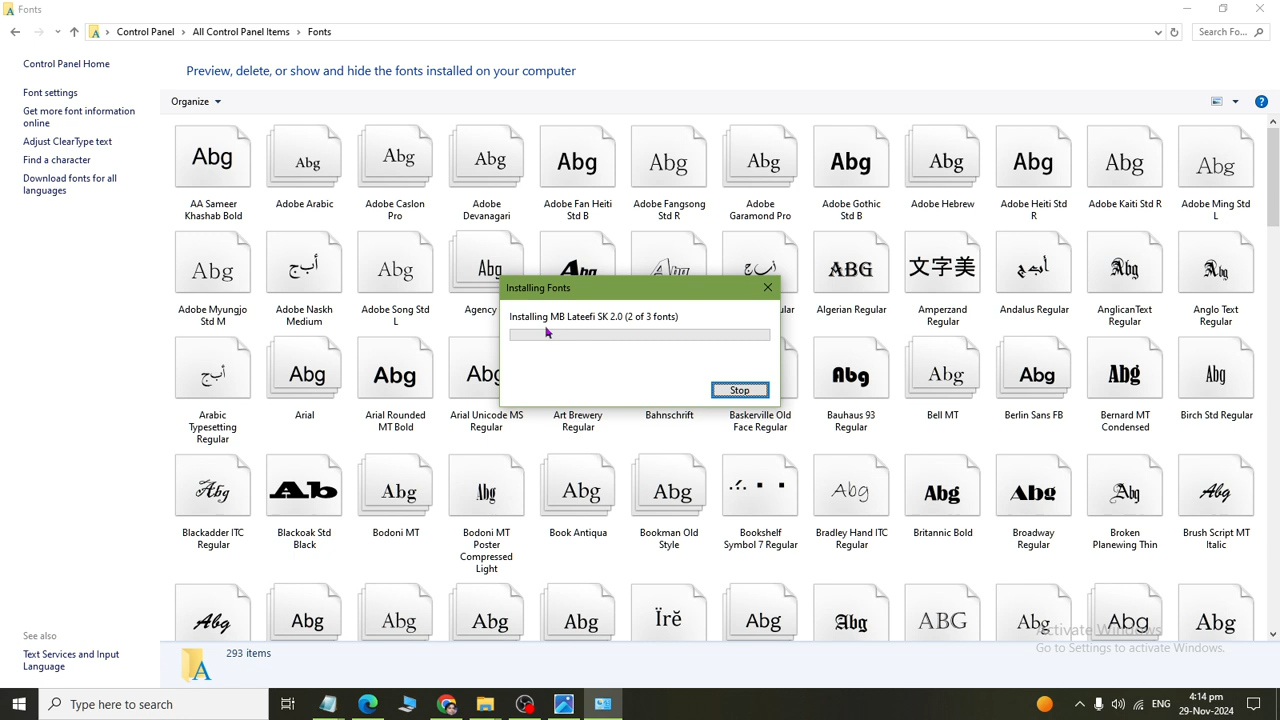 Fonts
Control Panel > All Control Panel Items > Fonts
Search Fo...
Control Panel Home
Font settings
Get more font information
online
Adjust ClearType text
Find a character
Download fonts for all
languages
Preview, delete, or show and hide the fonts installed on your computer
Organize
Abg Abg Abg Abg Abg Abg Abg Abg Abg Abg Abg Abg
AA Sameer Khashab Bold
Adobe Arabic
Adobe Caslon Pro
Adobe Devanagari
Adobe Fan Heiti Std B
Adobe Fangsong Std R
Adobe Garamond Pro
Adobe Gothic Std B
Adobe Hebrew
Adobe Heiti Std R
Adobe Kaiti Std R
Adobe Ming Std L
Abg أبج Abg Abg Abg Abg أبج ABG 文字美 أبج Abg Abg
Adobe Myungjo Std M
Adobe Naskh Medium
Adobe Song Std L
Agency
Algerian Regular
Amperzand Regular
Andalus Regular
AnglicanText Regular
Anglo Text Regular
Installing Fonts
Installing MB Lateefi SK 2.0 (2 of 3 fonts)
Stop
أبج Abg Abg Abg Abg Abg Abg Abg Abg
Arabic Typesetting Regular
Arial
Arial Rounded MT Bold
Arial Unicode MS Regular
Art Brewery Regular
Bahnschrift
Baskerville Old Face Regular
Bauhaus 93 Regular
Bell MT
Berlin Sans FB
Bernard MT Condensed
Birch Std Regular
Abg Ab Abg Abg Abg Abg Abg Abg Abg Abg Abg
Blackadder ITC Regular
Blackoak Std Black
Bodoni MT
Bodoni MT Poster Compressed Light
Book Antiqua
Bookman Old Style
Bookshelf Symbol 7 Regular
Bradley Hand ITC Regular
Britannic Bold
Broadway Regular
Broken Planewing Thin
Brush Script MT Italic
Abg Abg Abg Abg Abg Ïrĕ Abg Abg ABG Abg Abg Abg
See also
Text Services and Input
Language
293 items
Activate Windows
Go to Settings to activate Windows.
Type here to search
ENG
4:14 pm
29-Nov-2024